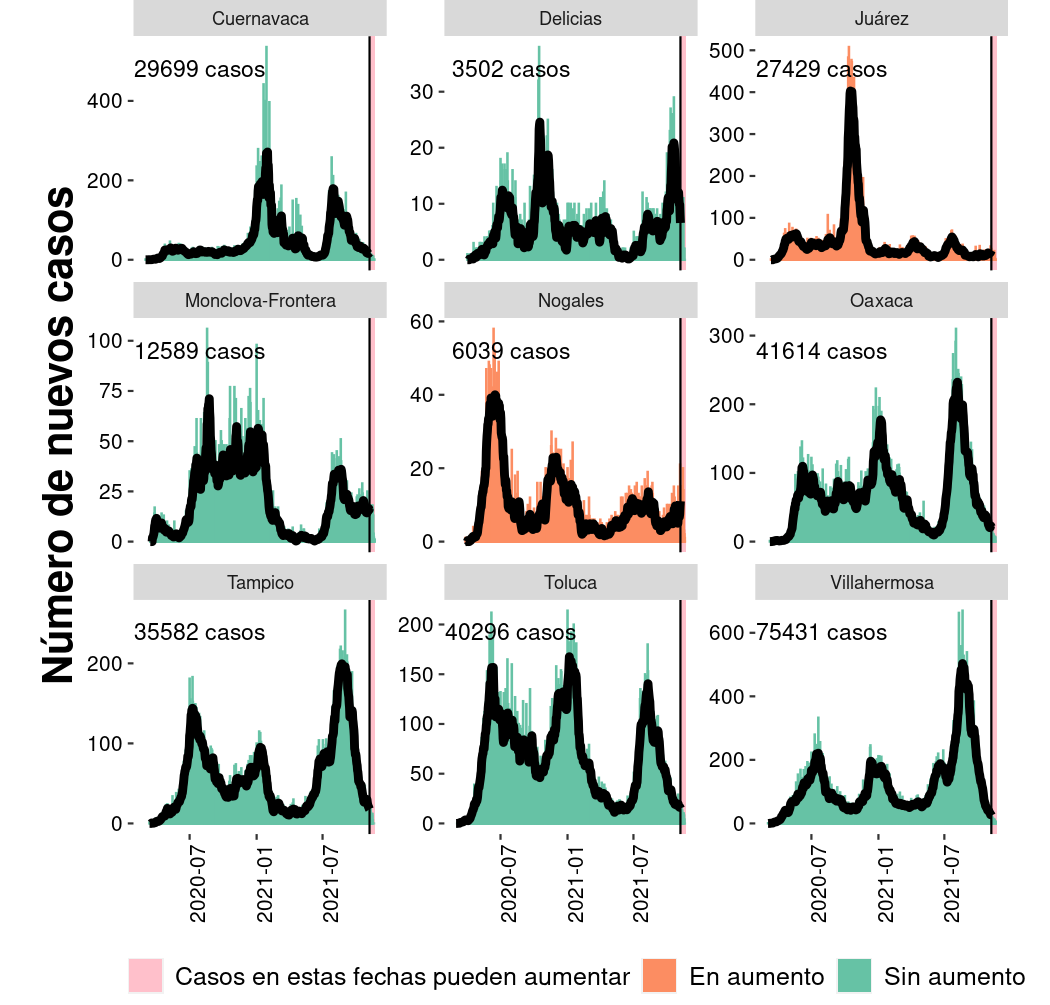 Número de nuevos casos
Cuernavaca
Delicias
Juárez
29699 casos
3502 casos
27429 casos
400
200
0
30
20
10
0
500
400
300
200
100
0
Monclova-Frontera
Nogales
Oaxaca
12589 casos
6039 casos
41614 casos
100
75
50
25
0
60
40
20
0
300
200
100
0
Tampico
Toluca
Villahermosa
35582 casos
40296 casos
75431 casos
200
100
0
200
150
100
50
0
600
400
200
0
2020-07
2021-01
2021-07
2020-07
2021-01
2021-07
2020-07
2021-01
2021-07
Casos en estas fechas pueden aumentar
En aumento
Sin aumento